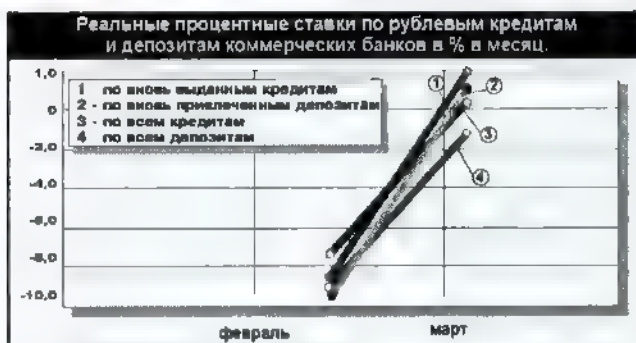 Реальные процентные ставки по рублевым кредитам
и депозитам коммерческих банков в % в месяц.
1 по вновь выданным кредитам
2 - по вновь привлеченным депозитам
3 - по всем кредитам
4 - по всем депозитам
1,0
0
-2,0
-4,0
-6,0
-8,0
-10,0
1
2
3
4
февраль
март